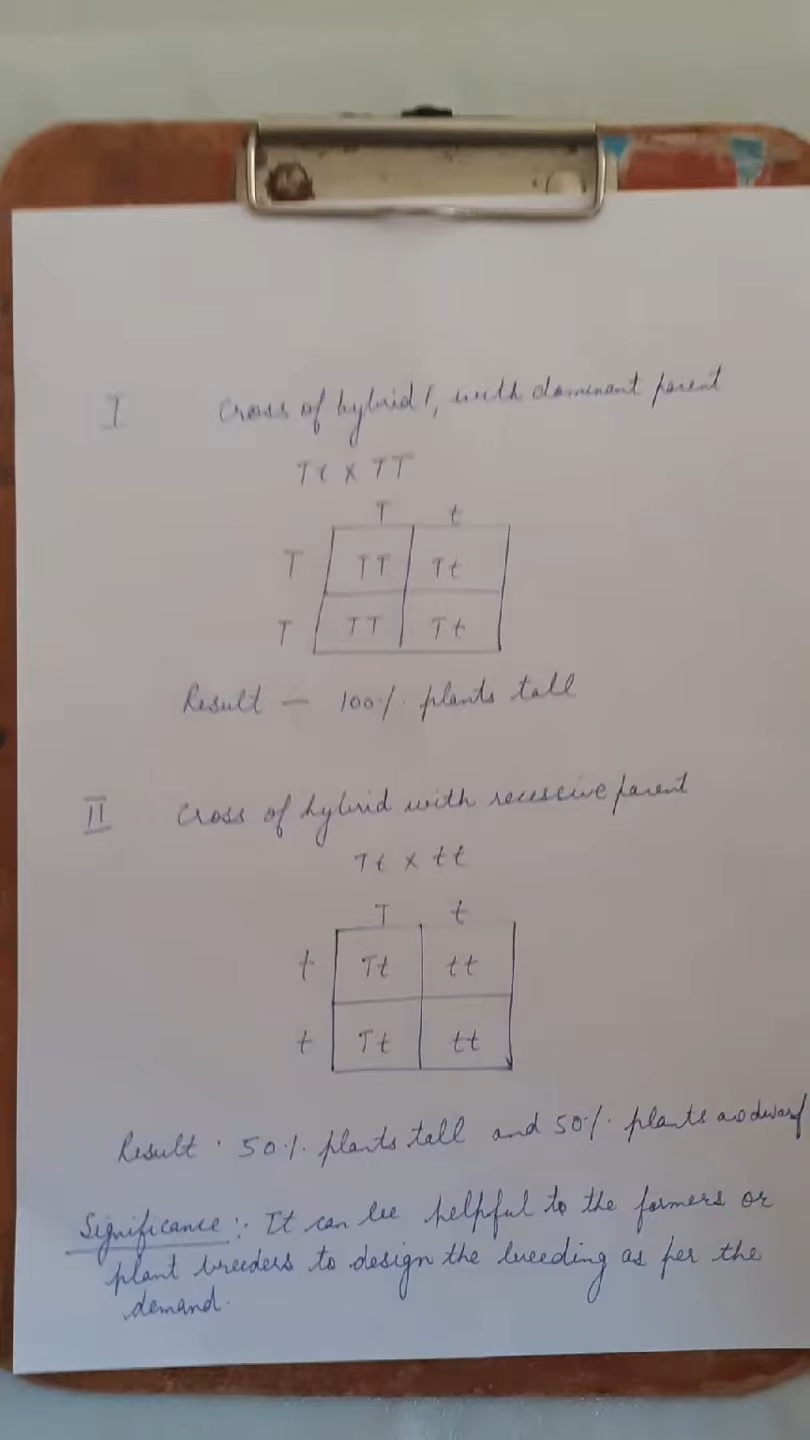 I Cross of hybrid 1, with dominant parent
Tt x TT
T t
T TT Tt
T TT Tt
Result — 100% plants tall
II Cross of hybrid with recessive parent
Tt x tt
T t
t Tt tt
t Tt tt
Result . 50% plants tall and 50% plants as dwarf
Significance :- It can be helpful to the farmers or
plant breeders to design the breeding as per the
demand.